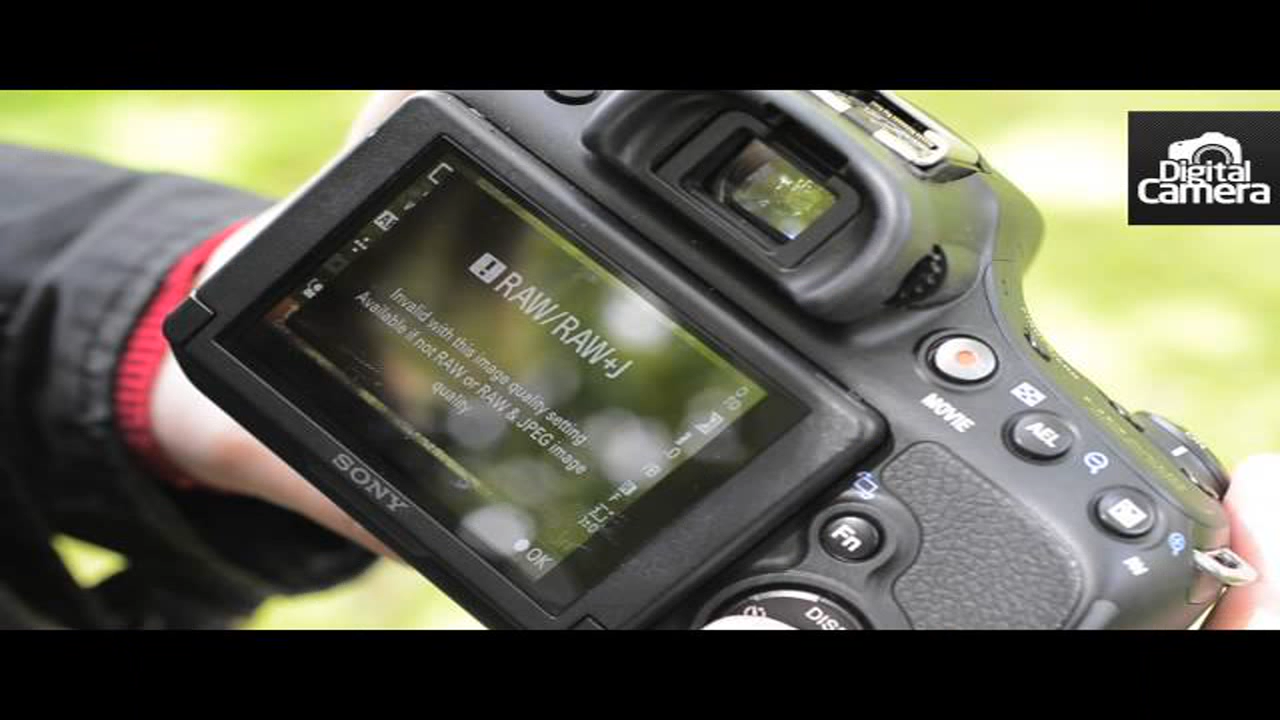 Digital
Camera
RAW/RAW+J
Invalid with this image quality setting
Available if not RAW or RAW & JPEG image
quality
OK
SONY
MOVIE
AEL
Fn
DISP